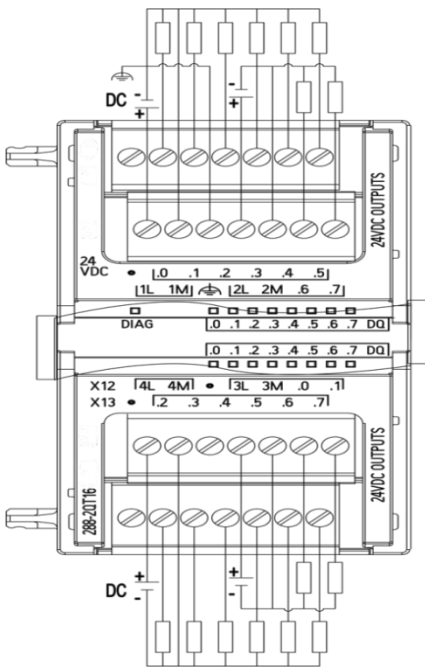 DC - +
- +
24 VDC
• .0 .1 .2 .3 .4 .5
1L 1M 2L 2M .6 .7
DIAG
.0 .1 .2 .3 .4 .5 .6 .7 DQ
.0 .1 .2 .3 .4 .5 .6 .7 DQ
X12 4L 4M • 3L 3M .0 .1
X13 • .2 .3 .4 .5 .6 .7
24VDC OUTPUTS
24VDC OUTPUTS
288-2QT16
DC + -
+ -